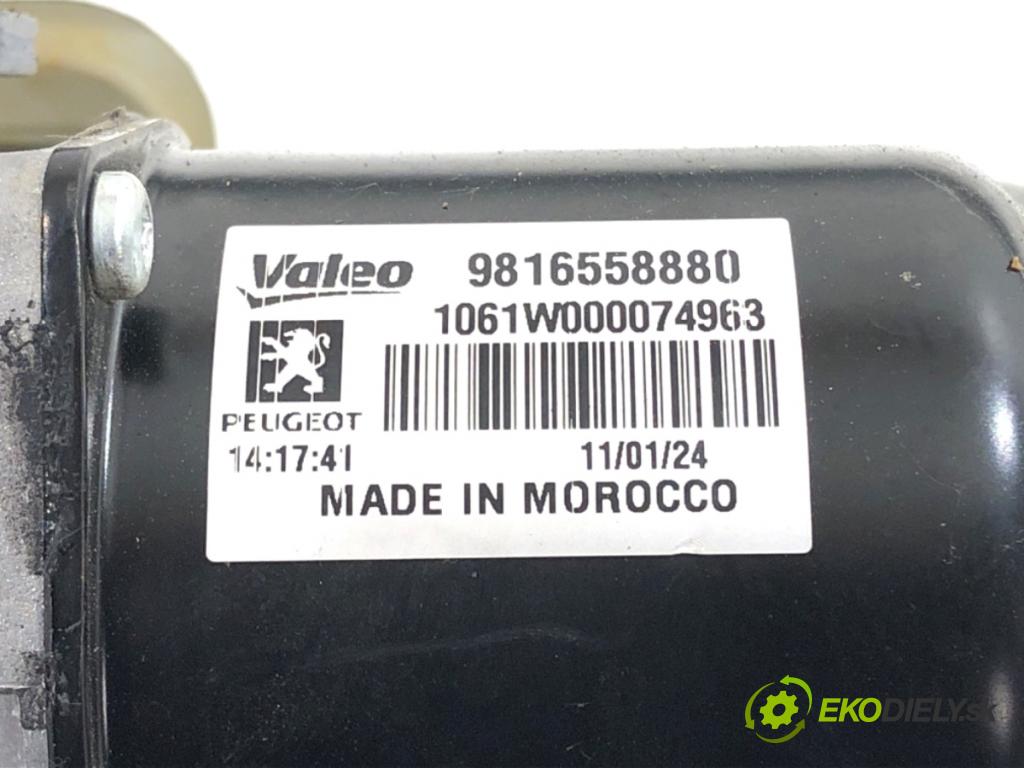 Valeo 9816558880
1061W000074963
PEUGEOT
14:17:41 11/01/24
MADE IN MOROCCO
EKODIELY.sk